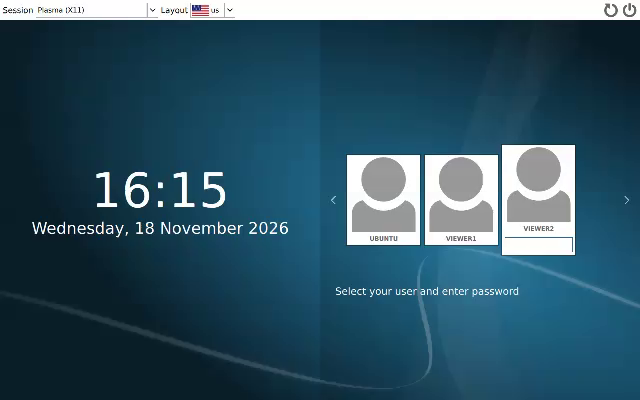 Session Plasma (X11) Layout us
16:15
Wednesday, 18 November 2026
UBUNTU
VIEWER1
VIEWER2
Select your user and enter password